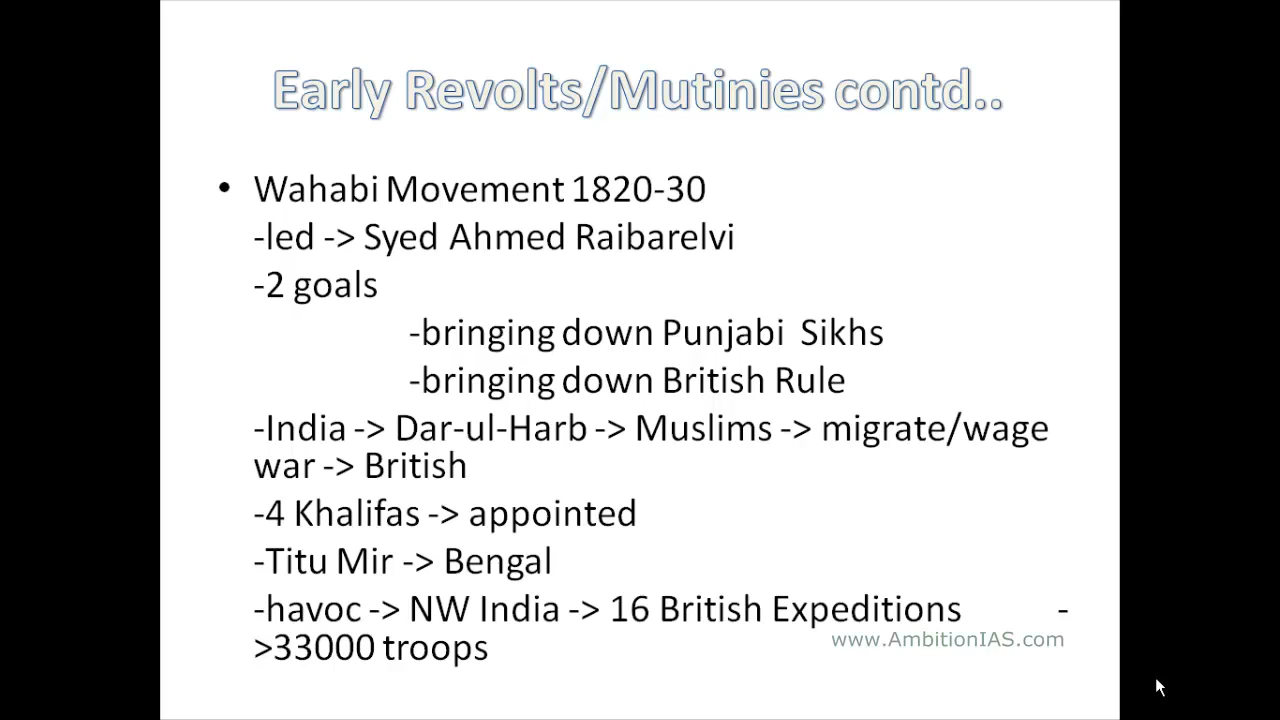 Early Revolts/Mutinies contd..
• Wahabi Movement 1820-30
-led -> Syed Ahmed Raibarelvi
-2 goals
-bringing down Punjabi Sikhs
-bringing down British Rule
-India -> Dar-ul-Harb -> Muslims -> migrate/wage
war -> British
-4 Khalifas -> appointed
-Titu Mir -> Bengal
-havoc -> NW India -> 16 British Expeditions -
>33000 troops
www.AmbitionIAS.com